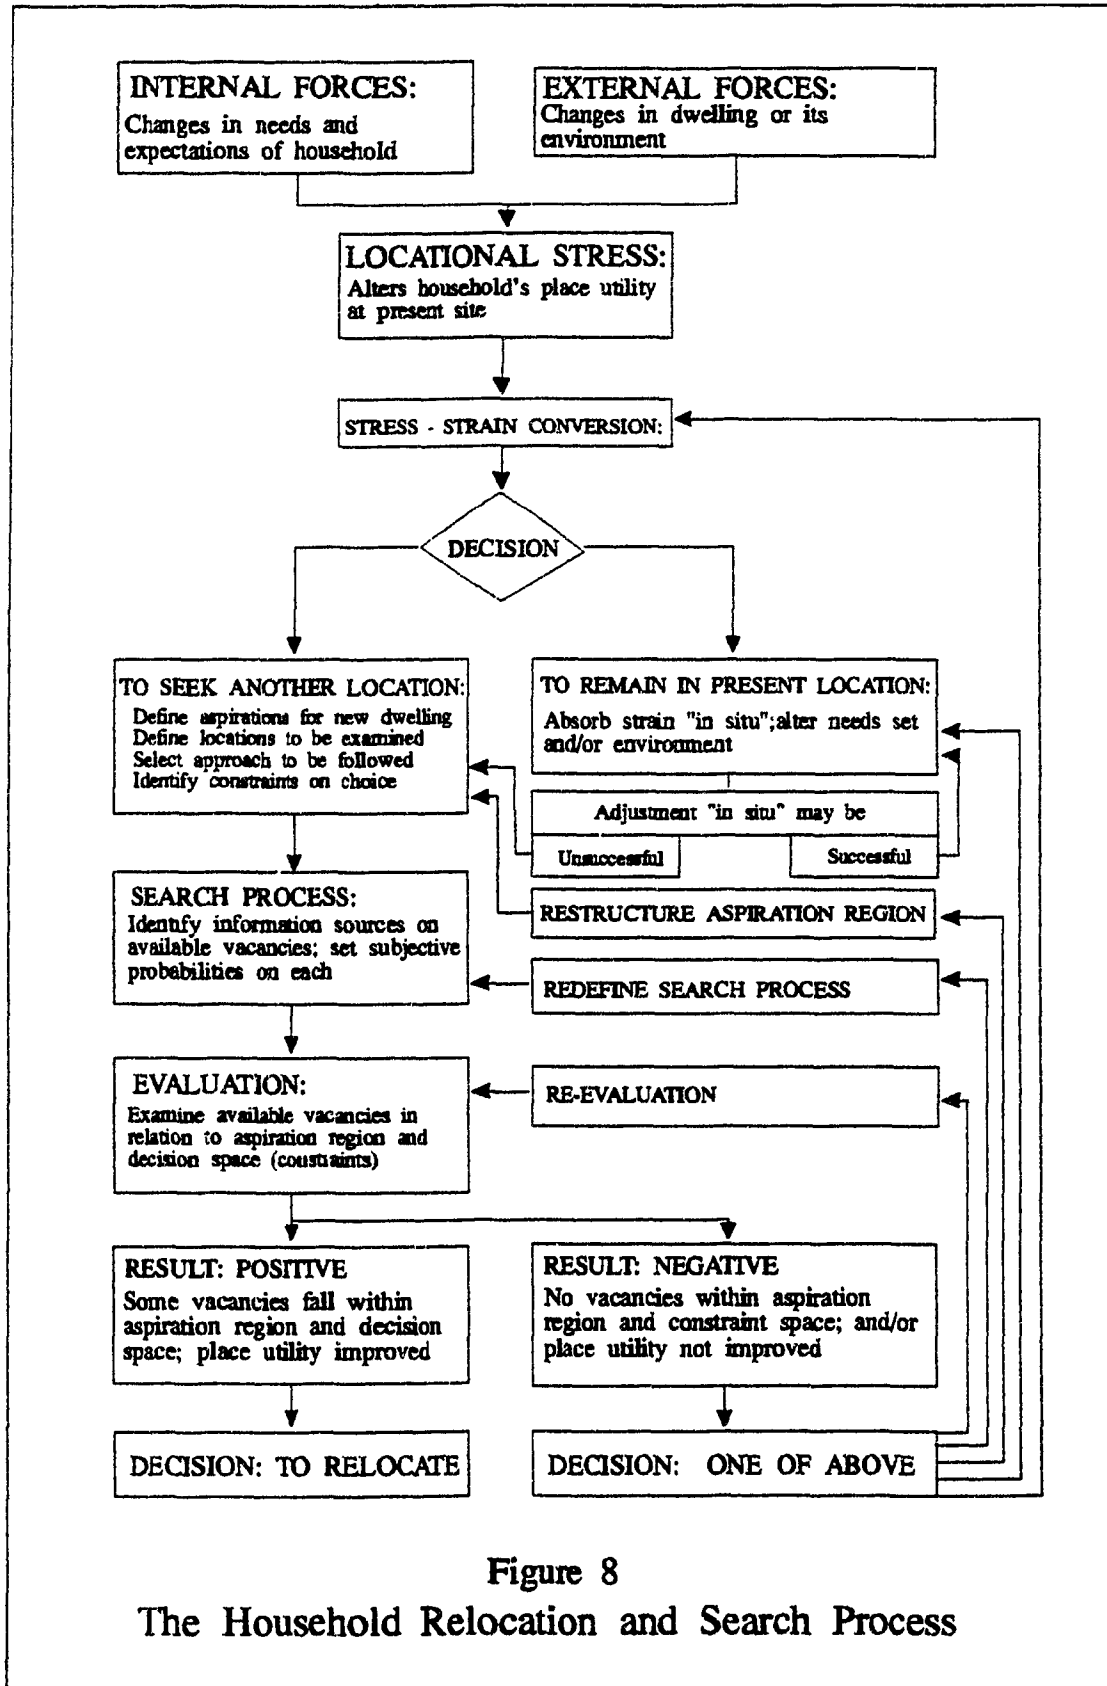 INTERNAL FORCES:
Changes in needs and
expectations of household
EXTERNAL FORCES:
Changes in dwelling or its
environment
LOCATIONAL STRESS:
Alters household's place utility
at present site
STRESS - STRAIN CONVERSION:
DECISION
TO SEEK ANOTHER LOCATION:
Define aspirations for new dwelling
Define locations to be examined
Select approach to be followed
Identify constraints on choice
TO REMAIN IN PRESENT LOCATION:
Absorb strain "in situ";alter needs set
and/or environment
Adjustment "in situ" may be
Unsuccessful
Successful
SEARCH PROCESS:
Identify information sources on
available vacancies; set subjective
probabilities on each
RESTRUCTURE ASPIRATION REGION
REDEFINE SEARCH PROCESS
EVALUATION:
Examine available vacancies in
relation to aspiration region and
decision space (constraints)
RE-EVALUATION
RESULT: POSITIVE
Some vacancies fall within
aspiration region and decision
space; place utility improved
RESULT: NEGATIVE
No vacancies within aspiration
region and constraint space; and/or
place utility not improved
DECISION: TO RELOCATE
DECISION: ONE OF ABOVE
Figure 8
The Household Relocation and Search Process